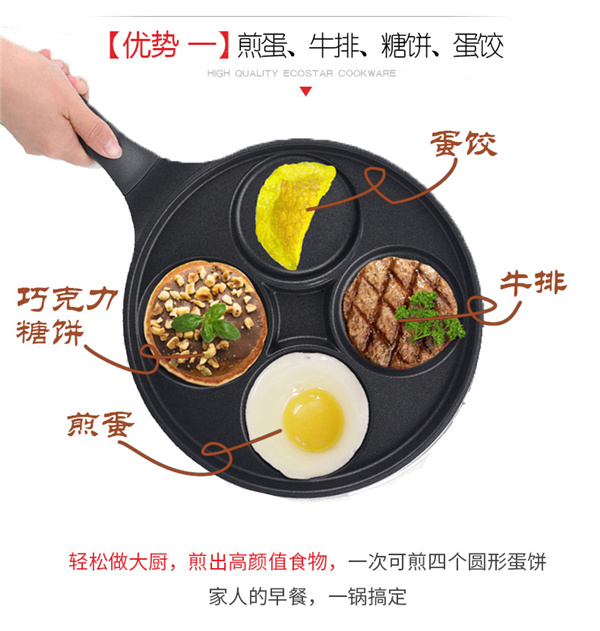 【优势 一】煎蛋、牛排、糖饼、蛋饺
HIGH QUALITY ECOSTAR COOKWARE
蛋饺
牛排
巧克力
糖饼
煎蛋
轻松做大厨，煎出高颜值食物，一次可煎四个圆形蛋饼
家人的早餐，一锅搞定